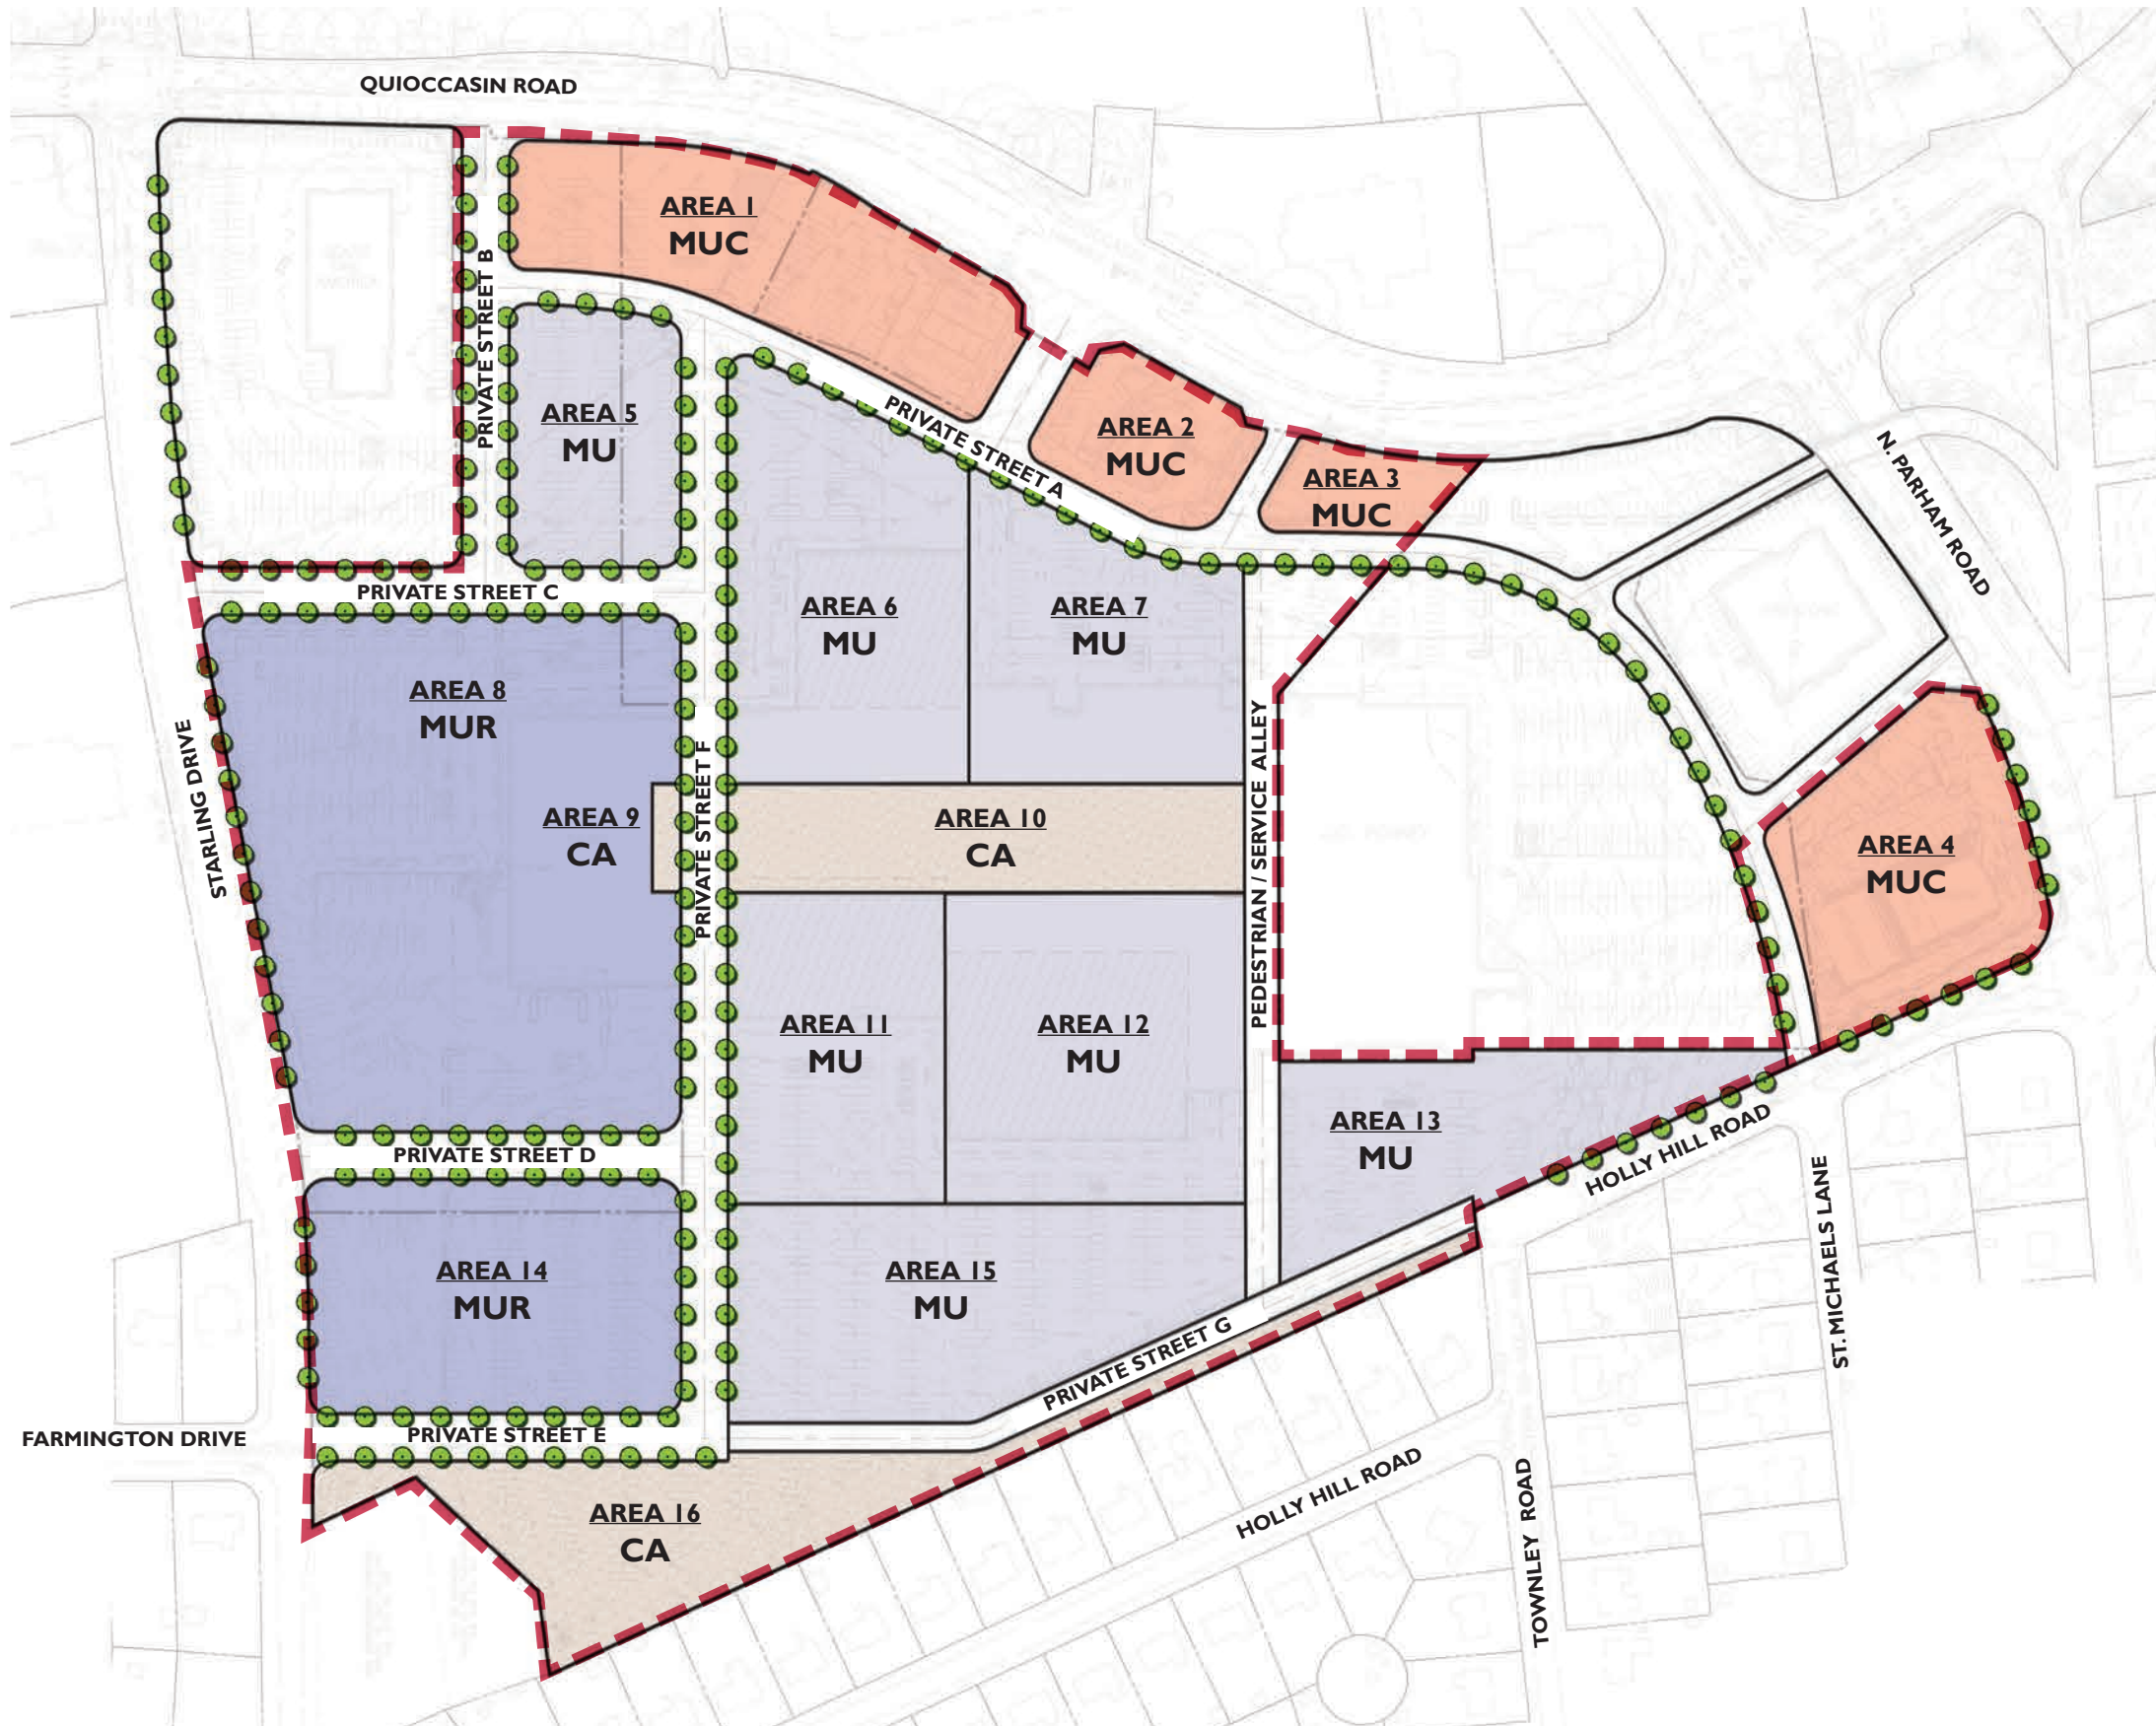 QUIOCCASIN ROAD
AREA 1
MUC
PRIVATE STREET B
AREA 5
MU
PRIVATE STREET A
AREA 2
MUC
AREA 3
MUC
N. PARHAM ROAD
PRIVATE STREET C
AREA 6
MU
AREA 7
MU
AREA 8
MUR
STARLING DRIVE
PRIVATE STREET F
AREA 9
CA
AREA 10
CA
PEDESTRIAN / SERVICE ALLEY
AREA 4
MUC
AREA 11
MU
AREA 12
MU
AREA 13
MU
HOLLY HILL ROAD
PRIVATE STREET D
ST. MICHAELS LANE
AREA 14
MUR
AREA 15
MU
PRIVATE STREET G
FARMINGTON DRIVE
PRIVATE STREET E
AREA 16
CA
HOLLY HILL ROAD
TOWNLEY ROAD